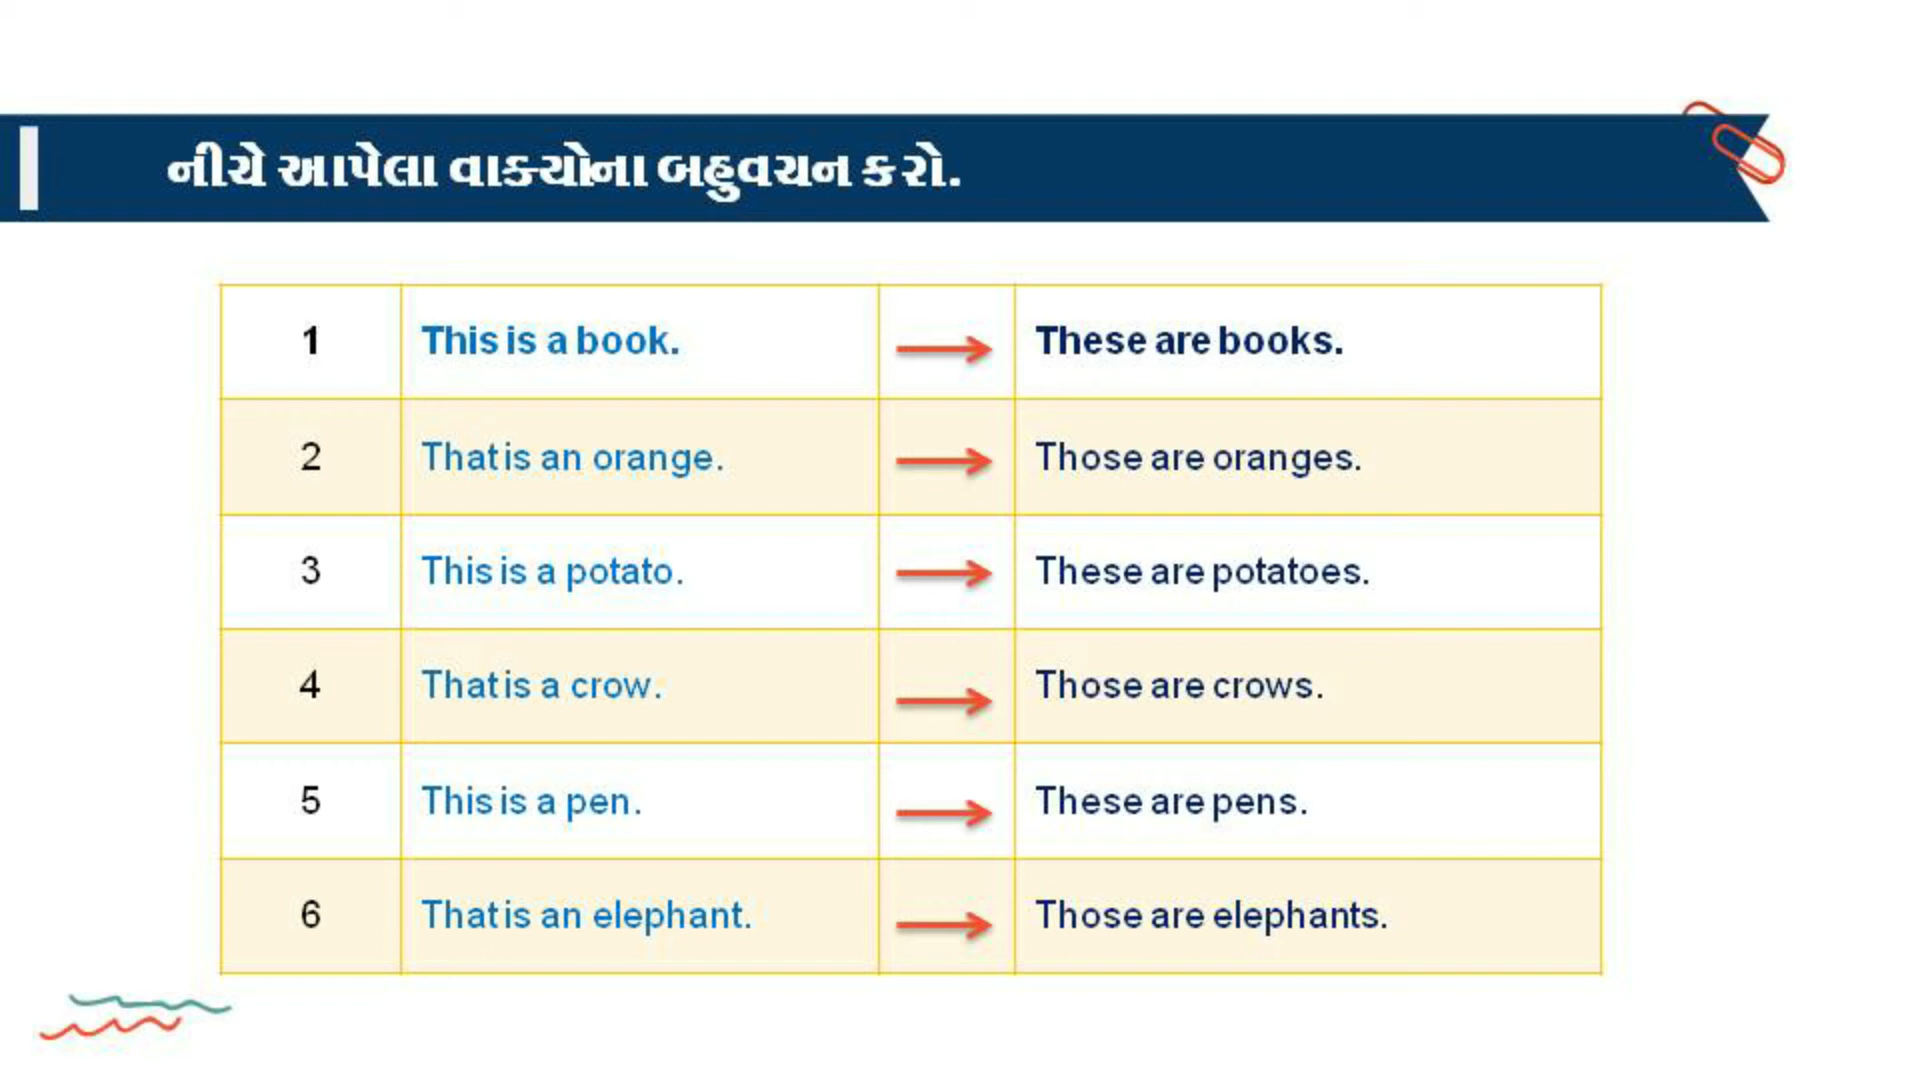 નીચે આપેલા વાક્યોના બહુવચન કરો.
1 This is a book. These are books.
2 That is an orange. Those are oranges.
3 This is a potato. These are potatoes.
4 That is a crow. Those are crows.
5 This is a pen. These are pens.
6 That is an elephant. Those are elephants.